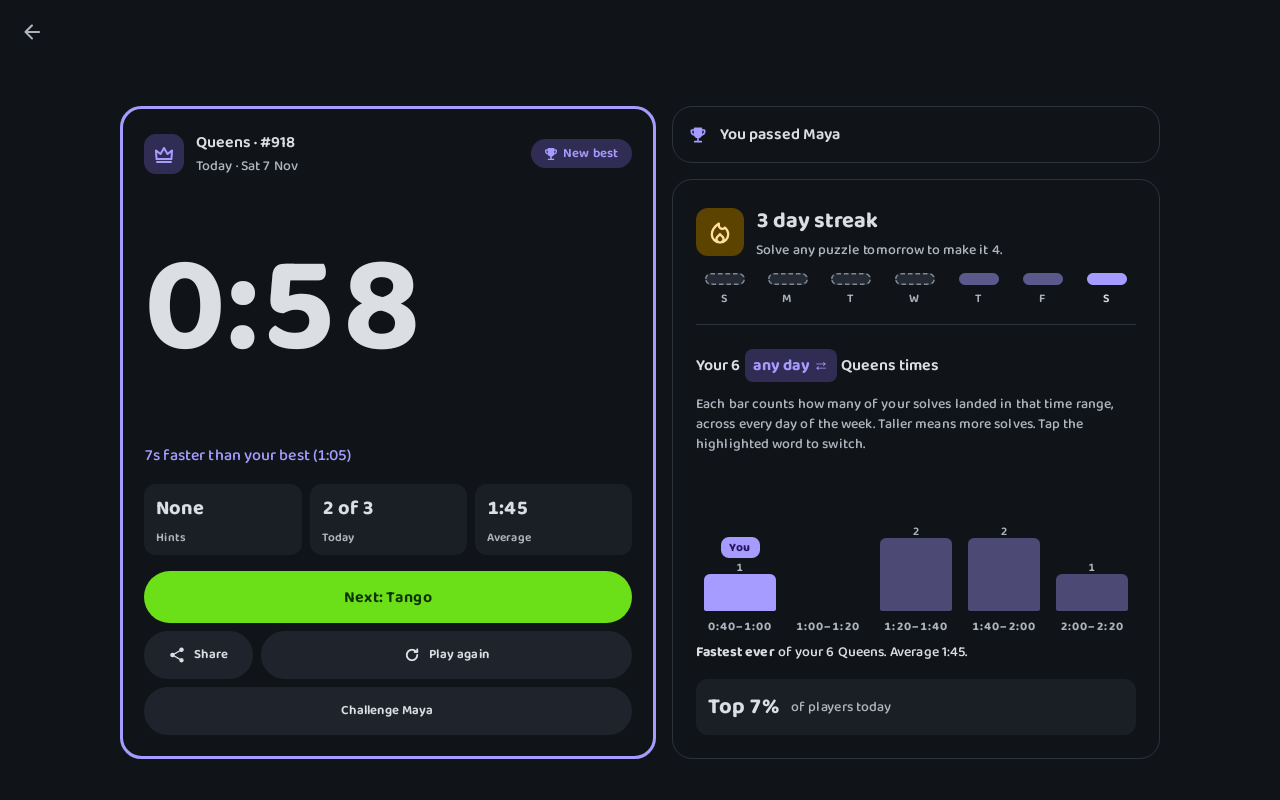 Queens · #918
Today · Sat 7 Nov
New best
0:58
7s faster than your best (1:05)
None
Hints
2 of 3
Today
1:45
Average
Next: Tango
Share
Play again
Challenge Maya
You passed Maya
3 day streak
Solve any puzzle tomorrow to make it 4.
S M T W T F S
Your 6 any day Queens times
Each bar counts how many of your solves landed in that time range,
across every day of the week. Taller means more solves. Tap the
highlighted word to switch.
You
1 2 2 1
0:40–1:00 1:00–1:20 1:20–1:40 1:40–2:00 2:00–2:20
Fastest ever of your 6 Queens. Average 1:45.
Top 7% of players today